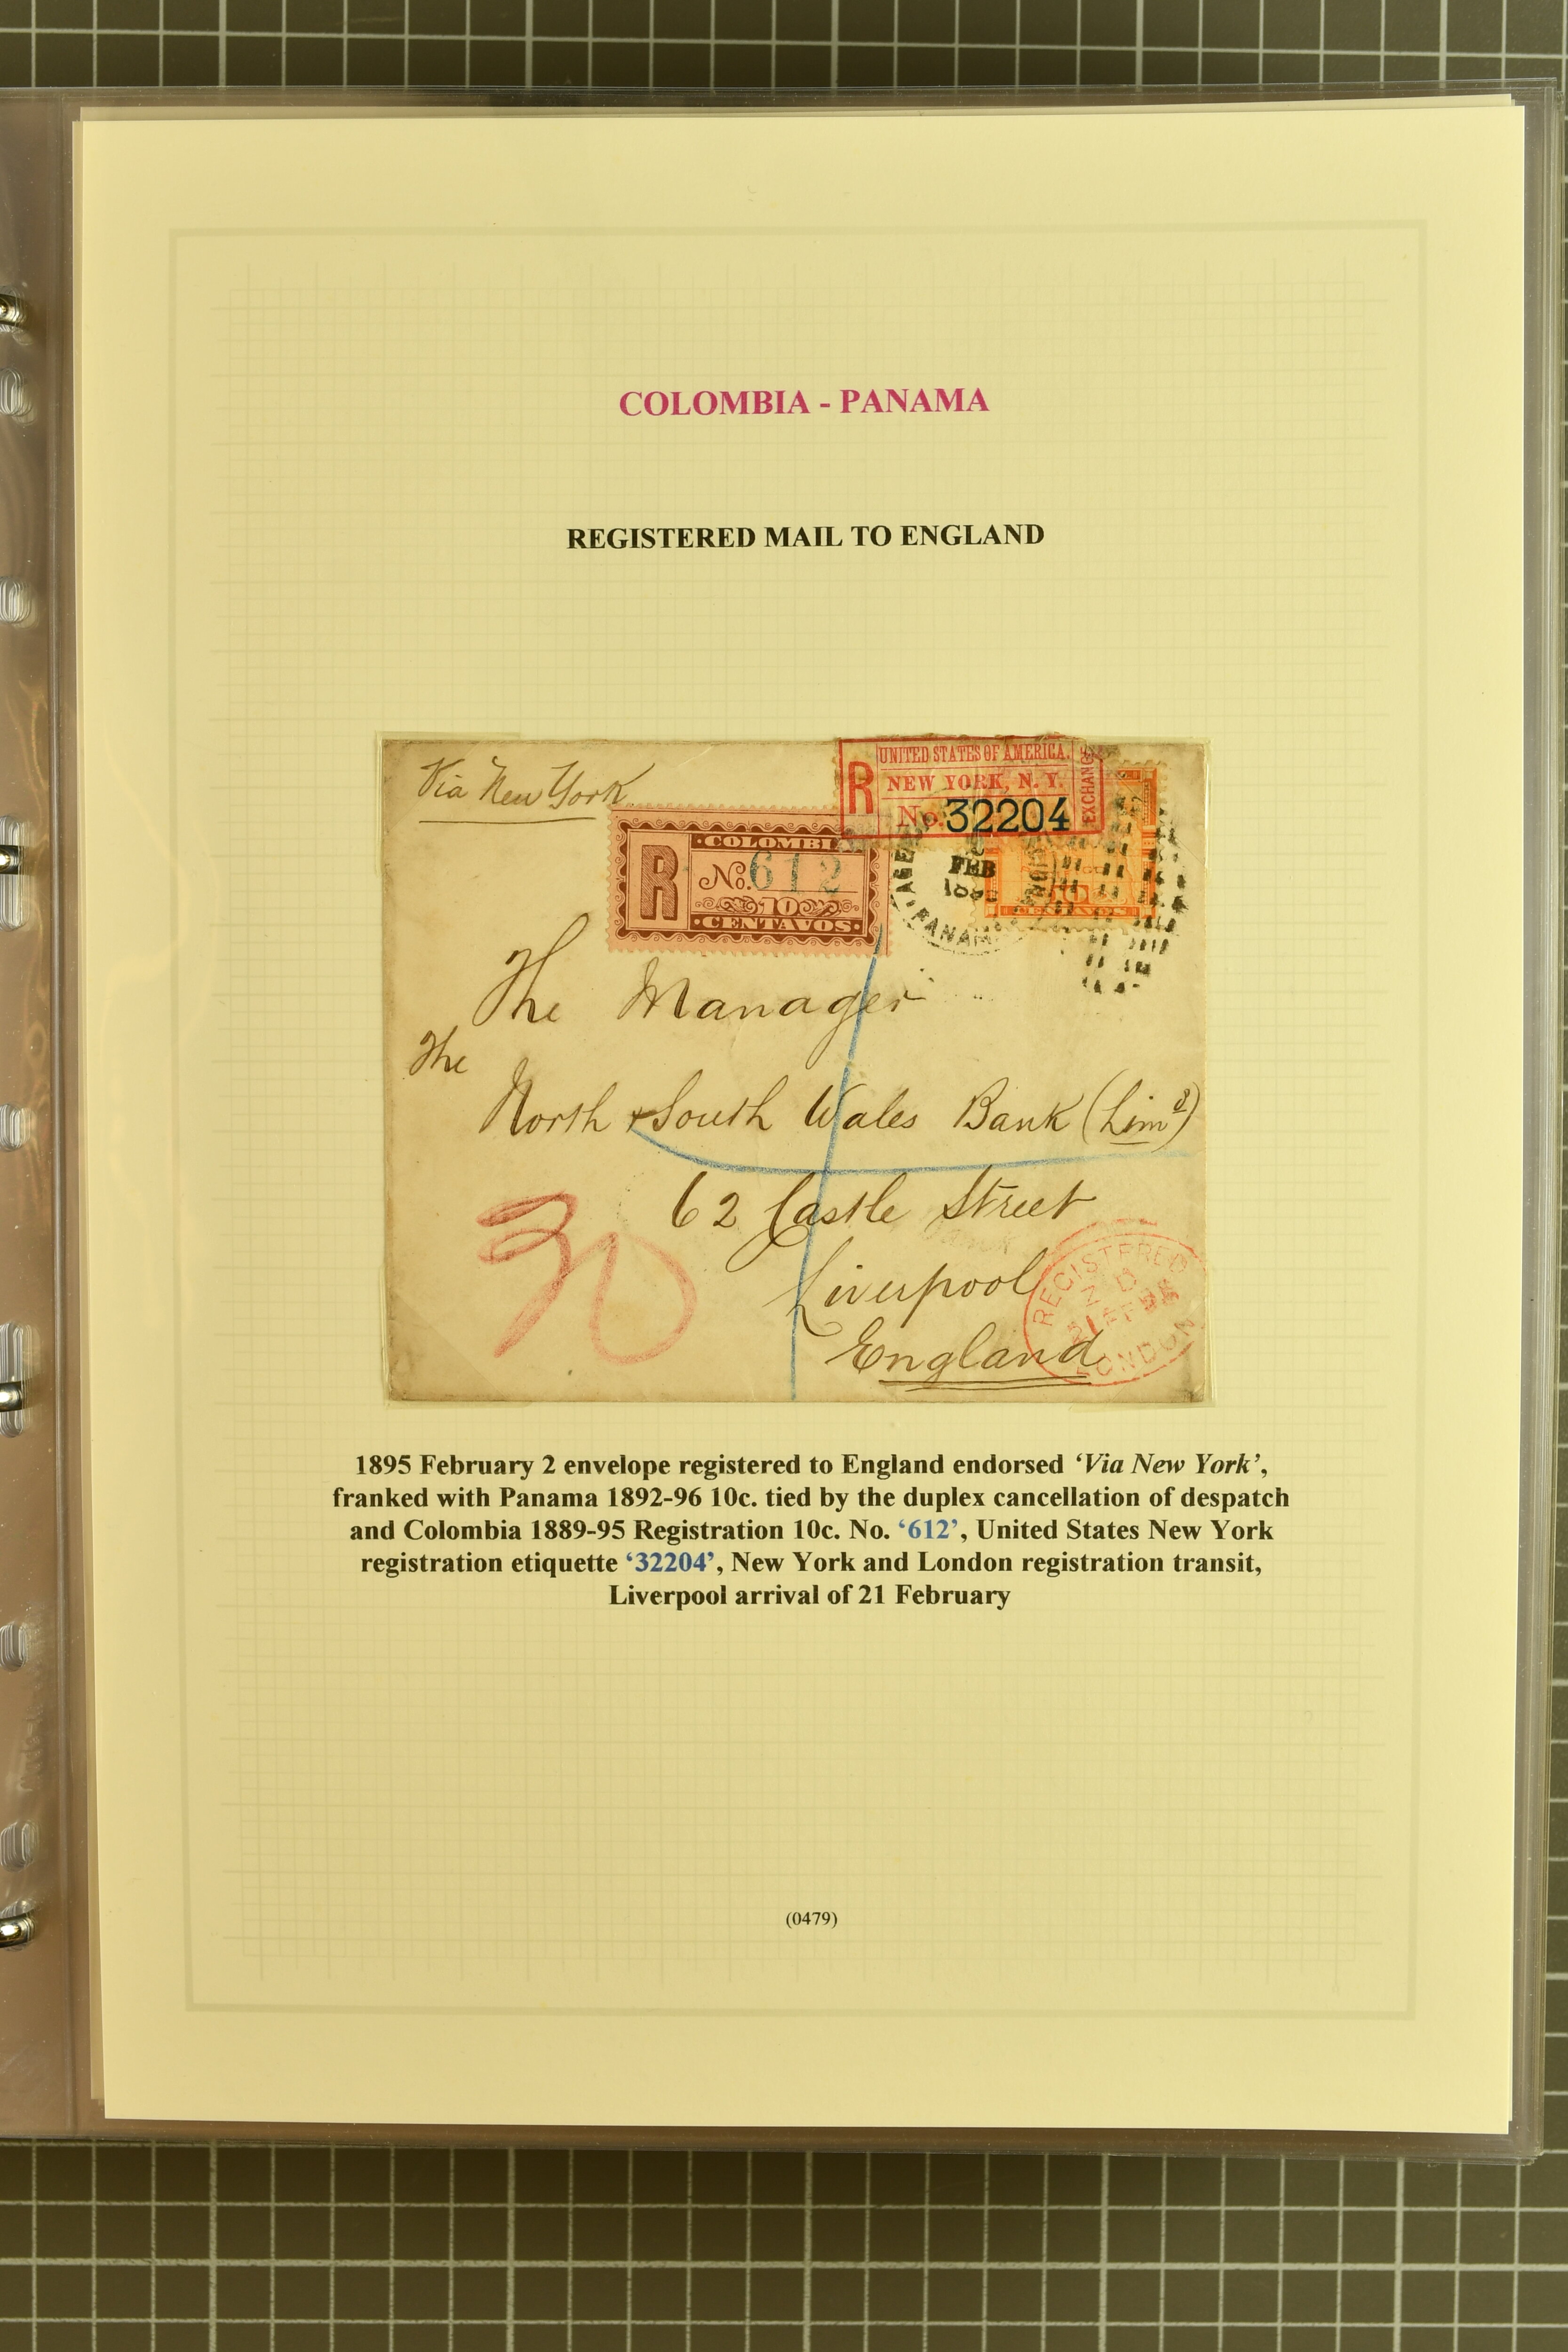 COLOMBIA - PANAMA
REGISTERED MAIL TO ENGLAND
Via New York
UNITED STATES OF AMERICA.
R
NEW YORK, N. Y.
No. 32204
EXCHANGE
COLOMBIA
R
No. 612
10
CENTAVOS
FEB
PANAMA
The Manager
The
North & South Wales Bank (Limd)
62 Castle Street
Liverpool
England
30
REGISTERED
LONDON
1895 February 2 envelope registered to England endorsed ‘Via New York’,
franked with Panama 1892-96 10c. tied by the duplex cancellation of despatch
and Colombia 1889-95 Registration 10c. No. ‘612’, United States New York
registration etiquette ‘32204’, New York and London registration transit,
Liverpool arrival of 21 February
(0479)